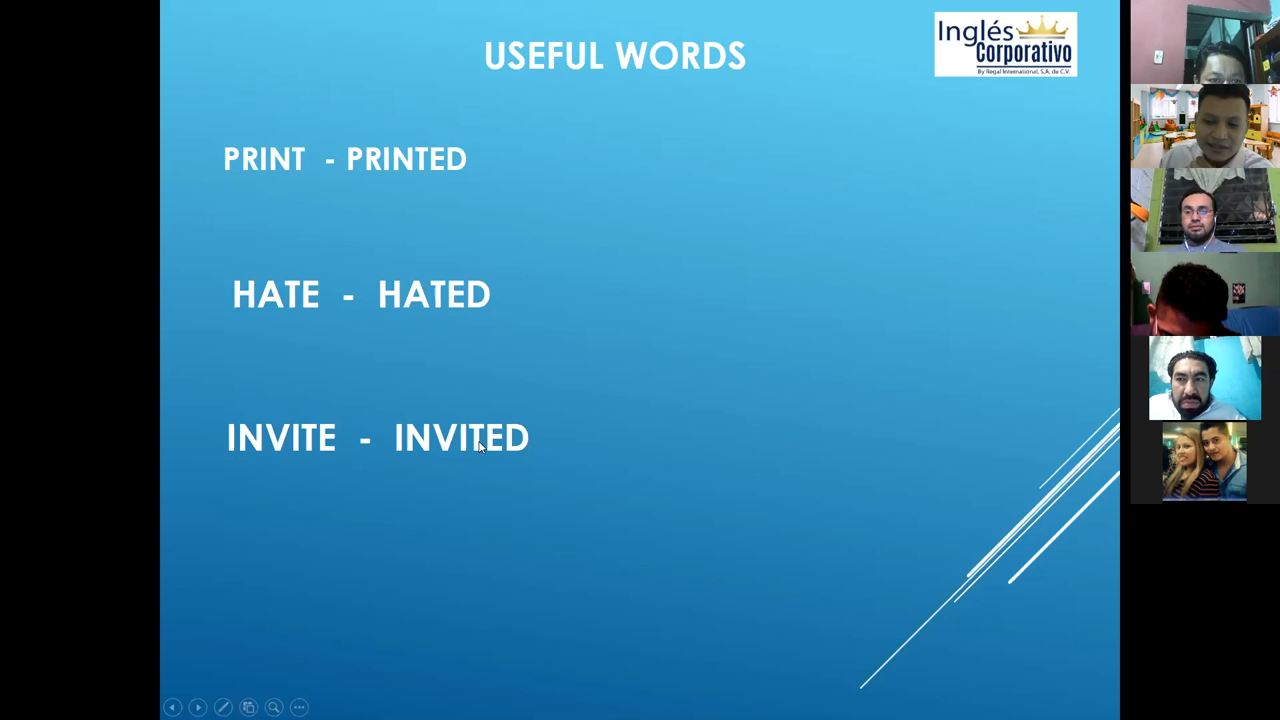 USEFUL WORDS
Inglés
Corporativo
By Regal International, S.A. de C.V.
PRINT - PRINTED
HATE - HATED
INVITE - INVITED